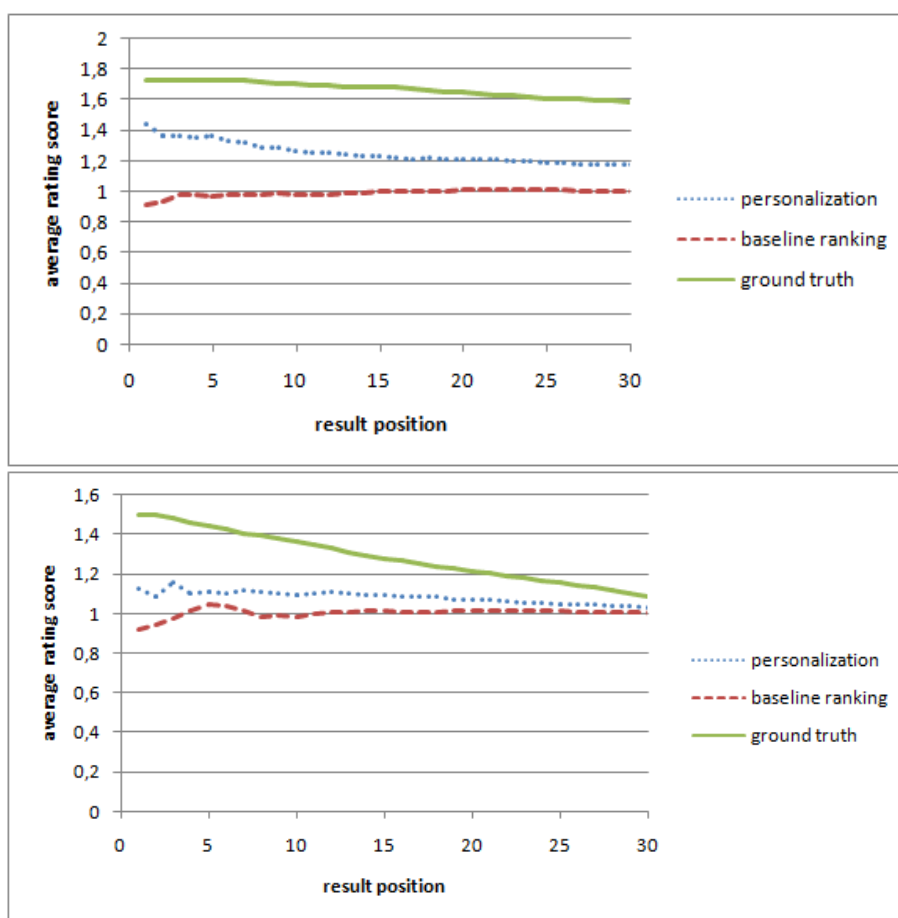 average rating score
2
1,8
1,6
1,4
1,2
1
0,8
0,6
0,4
0,2
0
0 5 10 15 20 25 30
result position
personalization
baseline ranking
ground truth
average rating score
1,6
1,4
1,2
1
0,8
0,6
0,4
0,2
0
0 5 10 15 20 25 30
result position
personalization
baseline ranking
ground truth